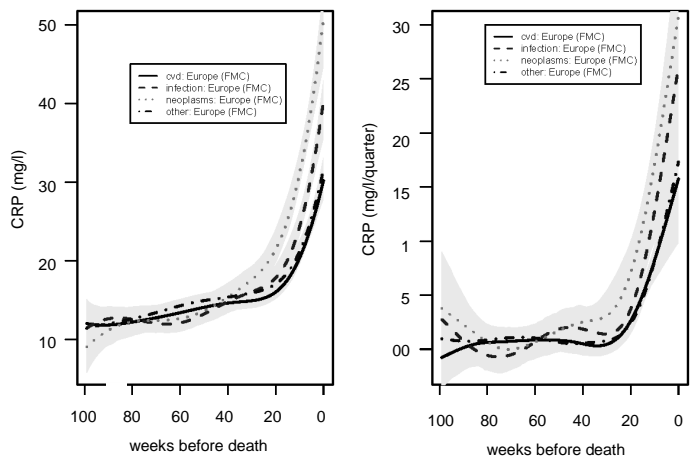 50
40
30
20
10
CRP (mg/l)
cvd: Europe (FMC)
infection: Europe (FMC)
neoplasms: Europe (FMC)
other: Europe (FMC)
100 80 60 40 20 0
weeks before death
30
25
20
15
1
5
00
CRP (mg/l/quarter)
cvd: Europe (FMC)
infection: Europe (FMC)
neoplasms: Europe (FMC)
other: Europe (FMC)
100 80 60 40 20 0
weeks before death